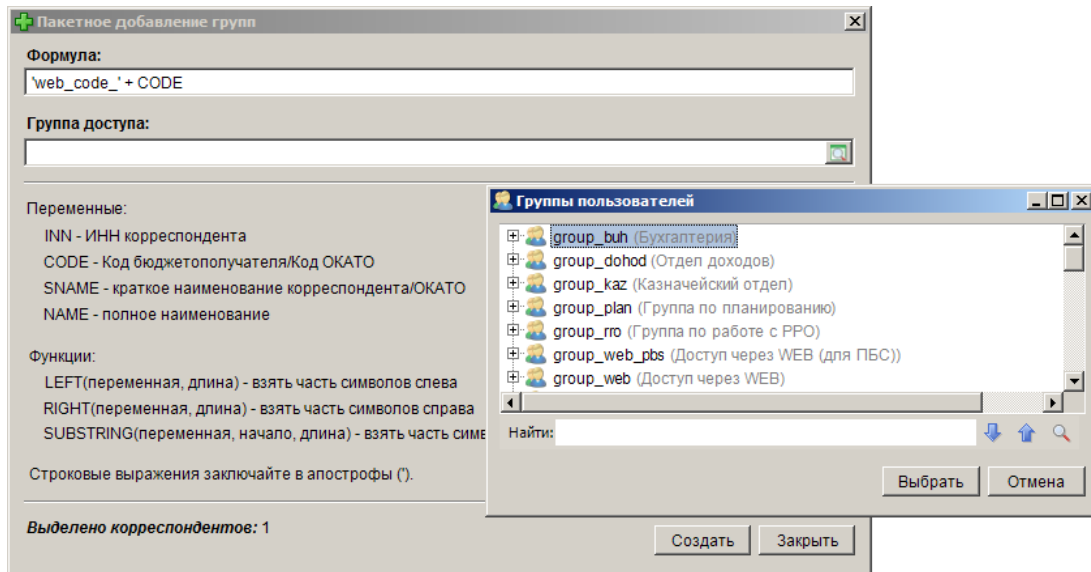 Пакетное добавление групп
Формула:
'web_code_' + CODE
Группа доступа:
Переменные:
INN - ИНН корреспондента
CODE - Код бюджетополучателя/Код ОКАТО
SNAME - краткое наименование корреспондента/ОКАТО
NAME - полное наименование
Функции:
LEFT(переменная, длина) - взять часть символов слева
RIGHT(переменная, длина) - взять часть символов справа
SUBSTRING(переменная, начало, длина) - взять часть симв
Строковые выражения заключайте в апострофы (').
Выделено корреспондентов: 1
Создать
Закрыть
Группы пользователей
group_buh (Бухгалтерия)
group_dohod (Отдел доходов)
group_kaz (Казначейский отдел)
group_plan (Группа по планированию)
group_rro (Группа по работе с РРО)
group_web_pbs (Доступ через WEB (для ПБС))
group_web (Доступ через WEB)
Найти:
Выбрать
Отмена